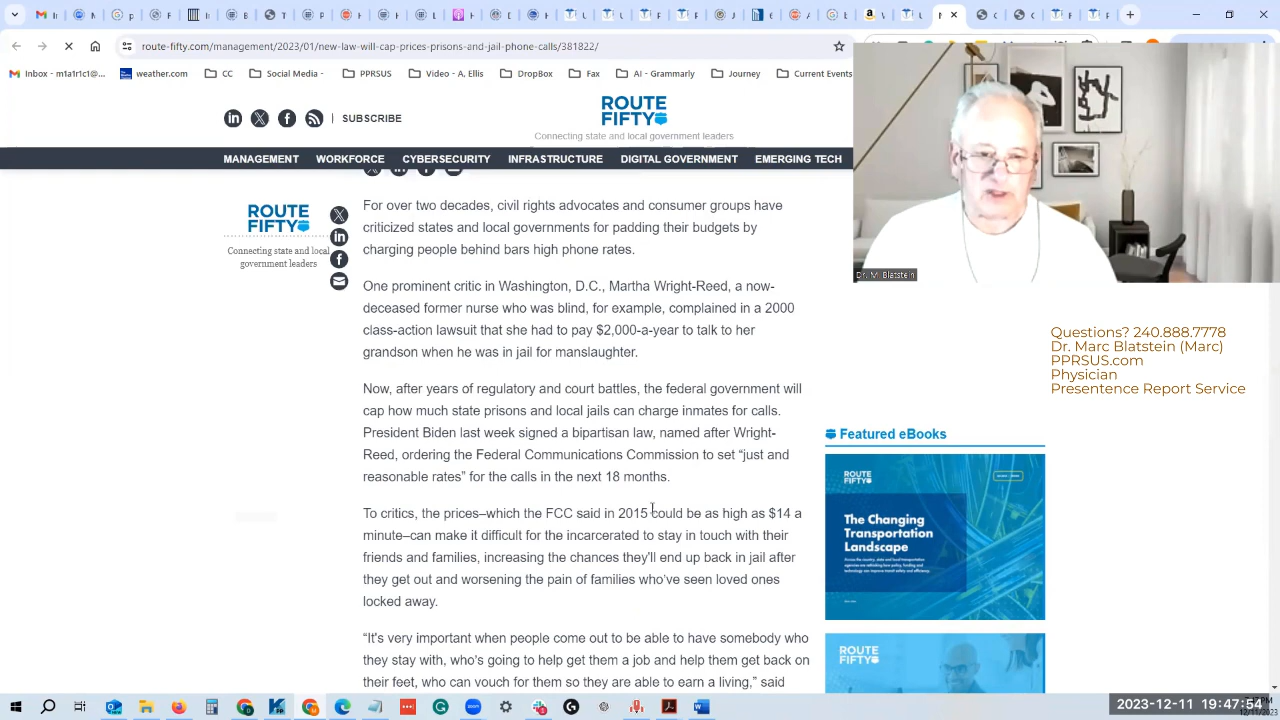 route-fifty.com/management/2023/01/new-law-cap-price-prisons-and-jail-phone-calls/381822/
Inbox - m1a1r1c1@...
weather.com
CC
Social Media -
PPRSUS
Video - A. Ellis
Dropbox
Fax
AI - Grammarly
Journey
Current Events
ROUTE
FIFTY
SUBSCRIBE
Connecting state and local government leaders
MANAGEMENT WORKFORCE CYBERSECURITY INFRASTRUCTURE DIGITAL GOVERNMENT EMERGING TECH
ROUTE
FIFTY
Connecting state and local
government leaders
For over two decades, civil rights advocates and consumer groups have
criticized states and local governments for padding their budgets by
charging people behind bars high phone rates.
One prominent critic in Washington, D.C., Martha Wright-Reed, a now-
deceased former nurse who was blind, for example, complained in a 2000
class-action lawsuit that she had to pay $2,000-a-year to talk to her
grandson when he was in jail for manslaughter.
Now after years of regulatory and court battles, the federal government will
cap how much state prisons and local jails can charge inmates for calls.
President Biden last week signed a bipartisan law, named after Wright-
Reed, ordering the Federal Communications Commission to set “just and
reasonable rates” for the calls in the next 18 months.
To critics, the prices–which the FCC said in 2015 could be as high as $14 a
minute–can make it difficult for the incarcerated to stay in touch with their
friends and families, increasing the chances they'll end up back in jail after
they get out. It also puts a strain on families who've seen loved ones
locked away.
“It's very important when people come out to be able to have somebody who
they stay with, who's going to help get them a job and help them get back on
their feet, who can vouch for them so they are able to earn a living,” said
Dr. M. Blatstein
Questions? 240.888.7778
Dr. Marc Blatstein (Marc)
PPRSUS.com
Physician
Presentence Report Service
Featured eBooks
ROUTE
FIFTY
The Changing
Transportation
Landscape
ROUTE
FIFTY
2023-12-11 19:47:54
12/11/2023